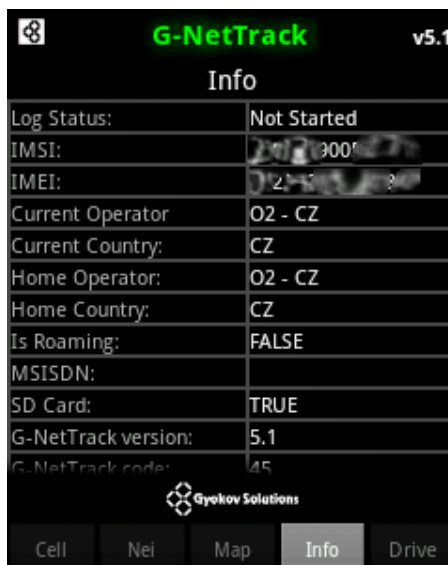 G-NetTrack v5.1
Info
Log Status: Not Started
IMSI:
IMEI:
Current Operator O2 - CZ
Current Country: CZ
Home Operator: O2 - CZ
Home Country: CZ
Is Roaming: FALSE
MSISDN:
SD Card: TRUE
G-NetTrack version: 5.1
G-NetTrack code: 45
Gyokov Solutions
Cell Nei Map Info Drive